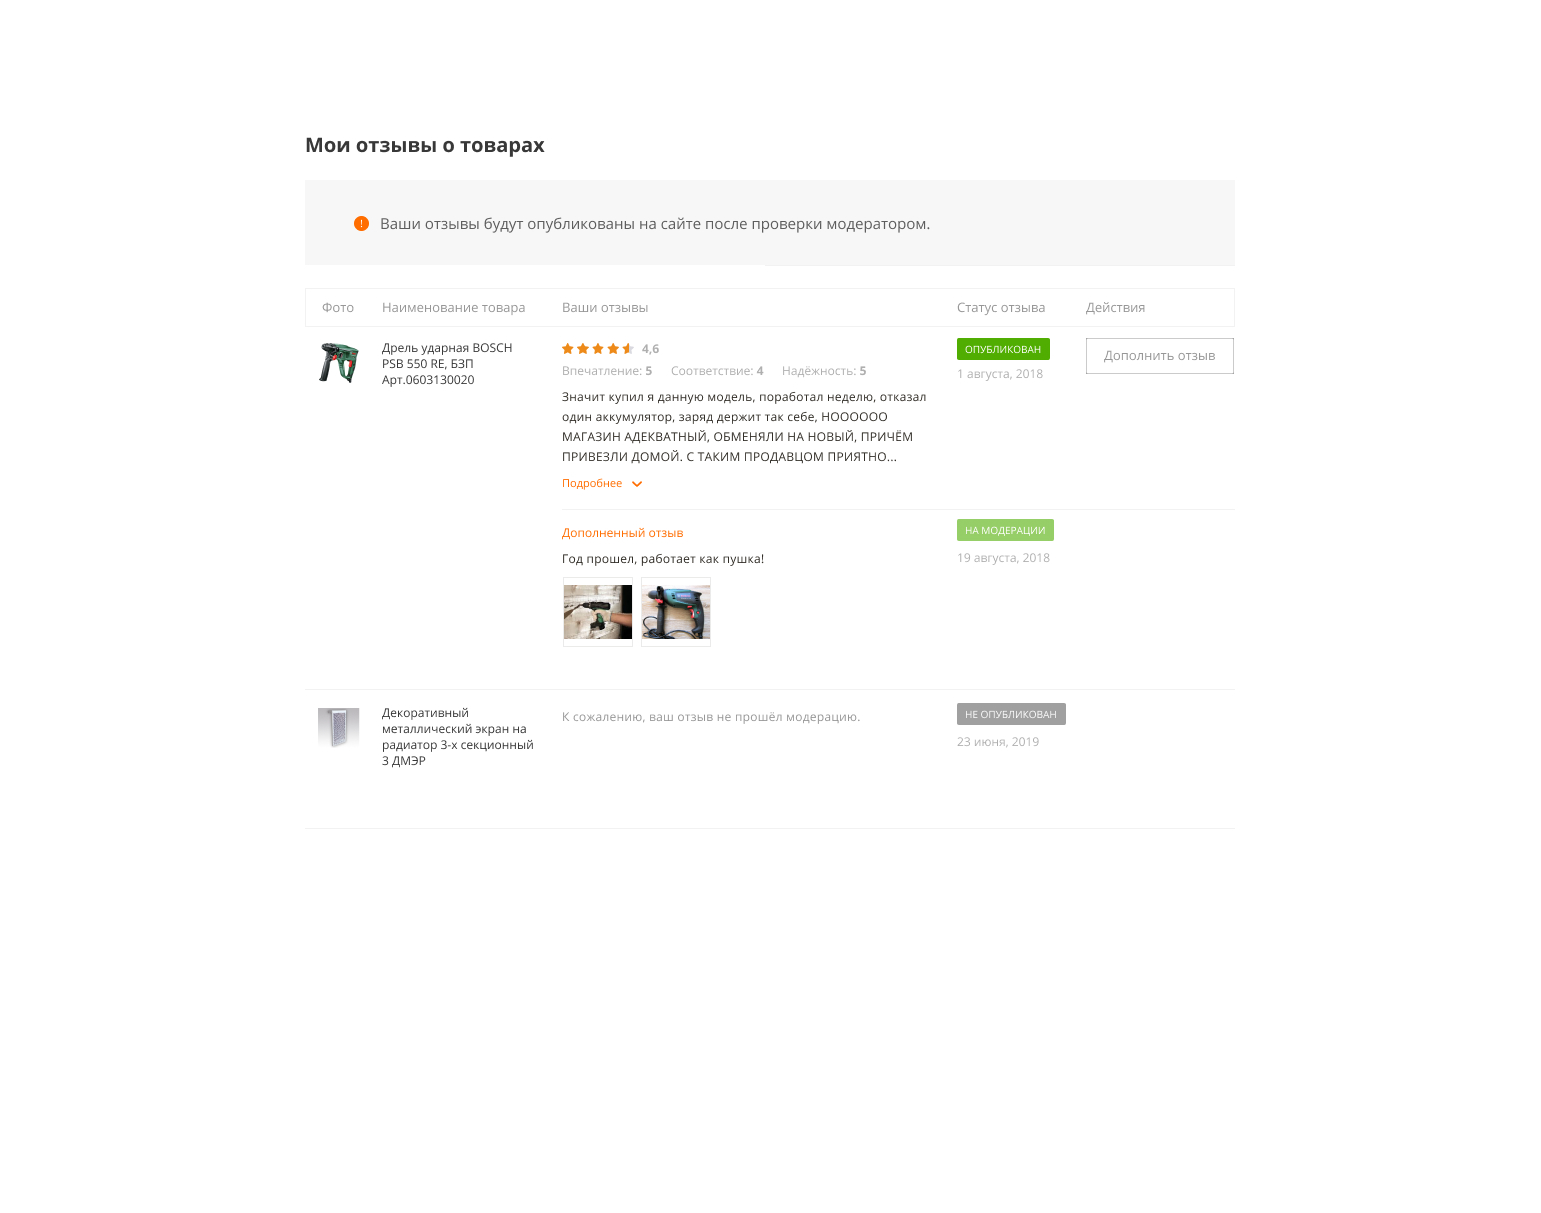 Мои отзывы о товарах
! Ваши отзывы будут опубликованы на сайте после проверки модератором.
Фото Наименование товара Ваши отзывы Статус отзыва Действия
Дрель ударная BOSCH
PSB 550 RE, БЗП
Арт.0603130020
4,6
Впечатление: 5 Соответствие: 4 Надёжность: 5
Значит купил я данную модель, поработал неделю, отказал
один аккумулятор, заряд держит так себе, НОООООО
МАГАЗИН АДЕКВАТНЫЙ, ОБМЕНЯЛИ НА НОВЫЙ, ПРИЧЁМ
ПРИВЕЗЛИ ДОМОЙ. С ТАКИМ ПРОДАВЦОМ ПРИЯТНО...
Подробнее
ОПУБЛИКОВАН
1 августа, 2018
Дополнить отзыв
Дополненный отзыв
Год прошел, работает как пушка!
НА МОДЕРАЦИИ
19 августа, 2018
Декоративный
металлический экран на
радиатор 3-х секционный
3 ДМЭР
К сожалению, ваш отзыв не прошёл модерацию.
НЕ ОПУБЛИКОВАН
23 июня, 2019